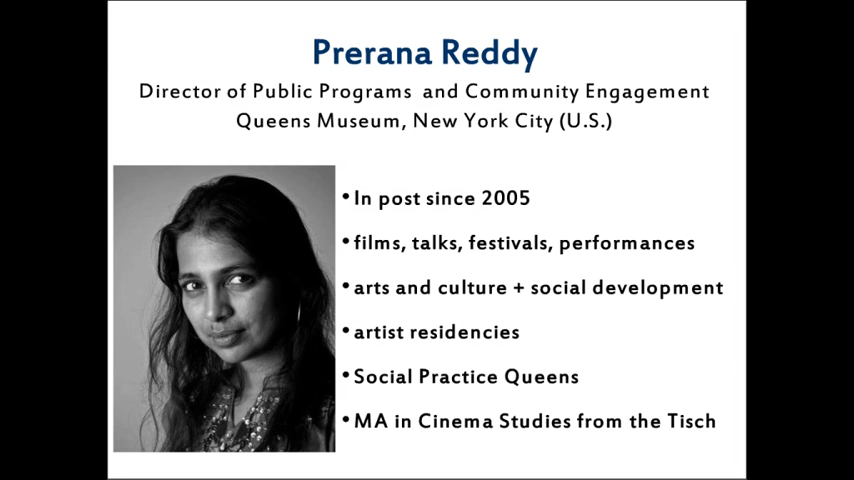 Prerana Reddy
Director of Public Programs and Community Engagement
Queens Museum, New York City (U.S.)
• In post since 2005
• films, talks, festivals, performances
• arts and culture + social development
• artist residencies
• Social Practice Queens
• MA in Cinema Studies from the Tisch